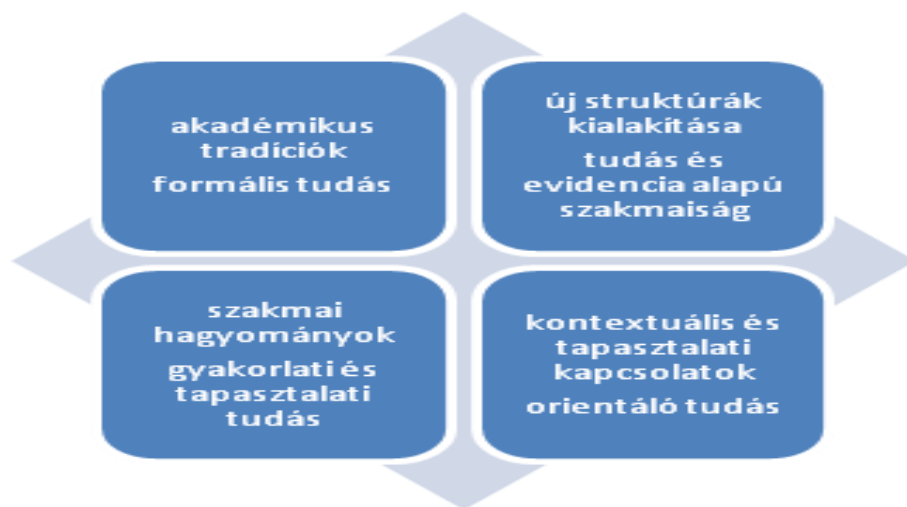 akadémikus
tradíciók
formális tudás
új struktúrák
kialakítása
tudás és
evidencia alapú
szakmaiság
szakmai
hagyományok
gyakorlati és
tapasztalati
tudás
kontextuális és
tapasztalati
kapcsolatok
orientáló tudás